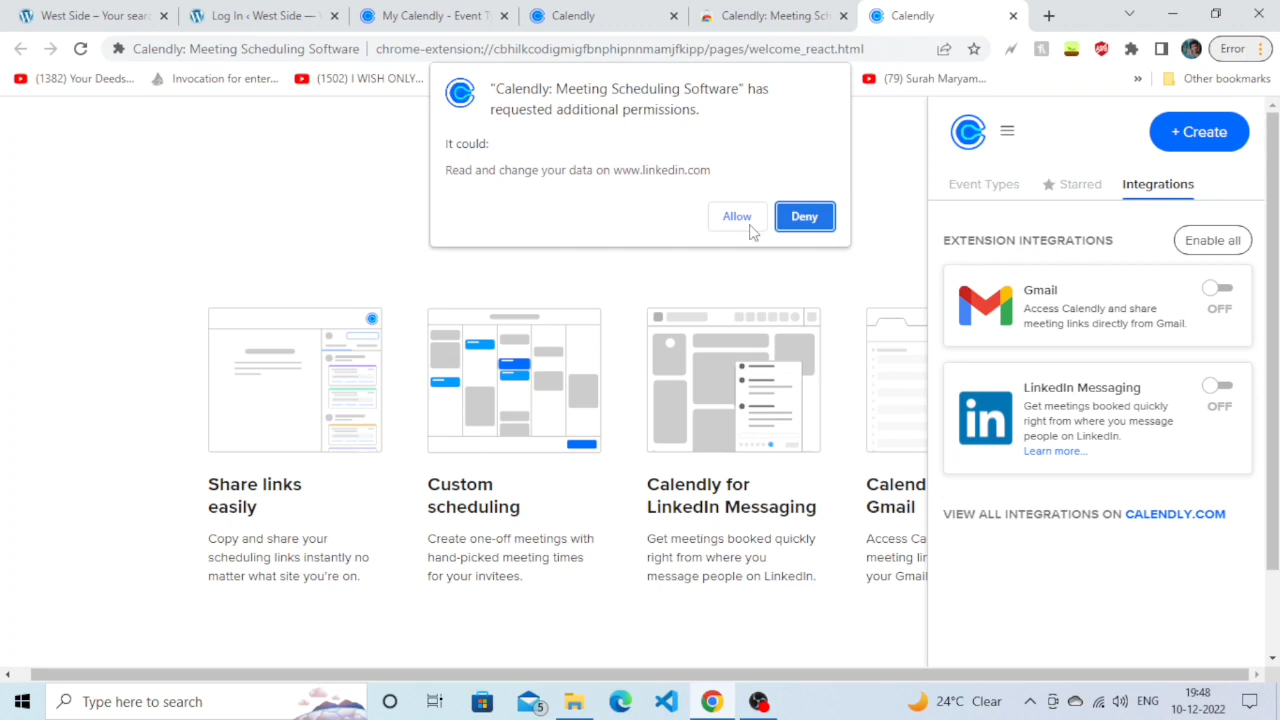 West Side – Your sear
Log In ‹ West Side — 
My Calendly - Event T
Calendly
Calendly: Meeting Sch
Calendly
Calendly: Meeting Scheduling Software | chrome-extension://cbhilkcodigmigfbnphipnnmamjfkipp/pages/welcome_react.html
Error
(1382) Your Deeds...
Invocation for enter...
(1502) I WISH ONLY...
(79) Surah Maryam...
»
Other bookmarks
"Calendly: Meeting Scheduling Software" has
requested additional permissions.
It could:
Read and change your data on www.linkedin.com
Allow
Deny
+ Create
Event Types
Starred
Integrations
EXTENSION INTEGRATIONS
Enable all
Gmail
Access Calendly and share
meeting links directly from Gmail.
OFF
LinkedIn Messaging
Get meetings booked quickly
right from where you message
people on LinkedIn.
Learn more...
OFF
in
VIEW ALL INTEGRATIONS ON CALENDLY.COM
Share links
easily
Copy and share your
scheduling links instantly no
matter what site you're on.
Custom
scheduling
Create one-off meetings with
hand-picked meeting times
for your invitees.
Calendly for
LinkedIn Messaging
Get meetings booked quickly
right from where you
message people on LinkedIn.
Calend
Gmail
Access Ca
meeting lin
your Gmail
Type here to search
5
24°C Clear
ENG
19:48
10-12-2022